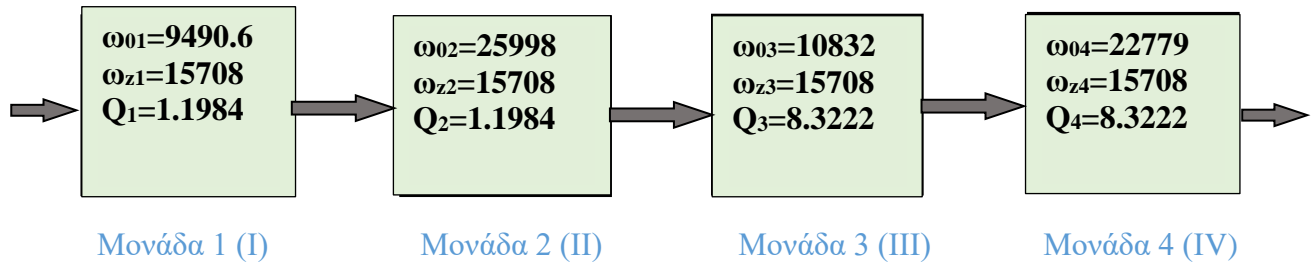 ω01=9490.6
ωz1=15708
Q1=1.1984
ω02=25998
ωz2=15708
Q2=1.1984
ω03=10832
ωz3=15708
Q3=8.3222
ω04=22779
ωz4=15708
Q4=8.3222
Μονάδα 1 (I)
Μονάδα 2 (II)
Μονάδα 3 (III)
Μονάδα 4 (IV)